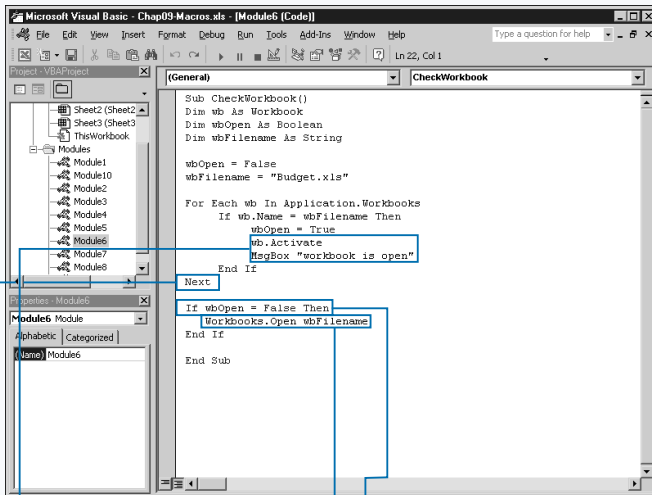 Microsoft Visual Basic - Chap09-Macros.xls - [Module6 (Code)]
File Edit View Insert Format Debug Run Tools Add-Ins Window Help Type a question for help
Ln 22, Col 1
Project - VBAProject
(General) CheckWorkbook
Sheet2 (Sheet2
Sheet3 (Sheet3
ThisWorkbook
Modules
Module1
Module10
Module2
Module3
Module4
Module5
Module6
Module7
Module8
Properties - Module6
Module6 Module
Alphabetic Categorized
(Name) Module6
Sub CheckWorkbook()
Dim wb As Workbook
Dim wbOpen As Boolean
Dim wbFilename As String
wbOpen = False
wbFilename = "Budget.xls"
For Each wb In Application.Workbooks
If wb.Name = wbFilename Then
wbOpen = True
wb.Activate
MsgBox "workbook is open"
End If
Next
If wbOpen = False Then
Workbooks.Open wbFilename
End If
End Sub